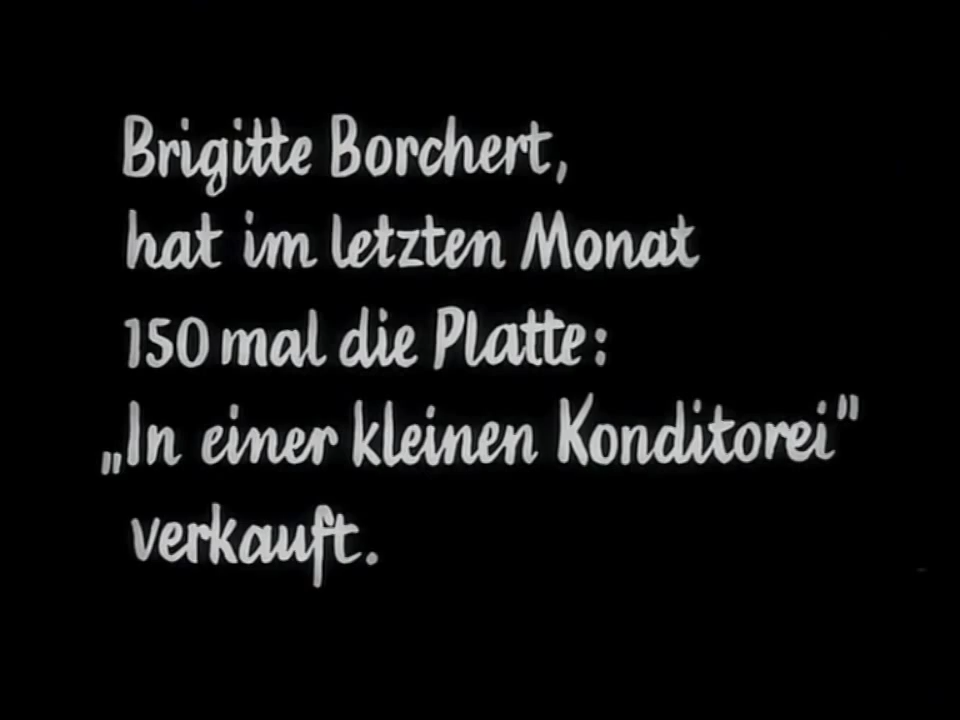 Brigitte Borchert,
hat im letzten Monat
150 mal die Platte:
„In einer kleinen Konditorei"
verkauft.